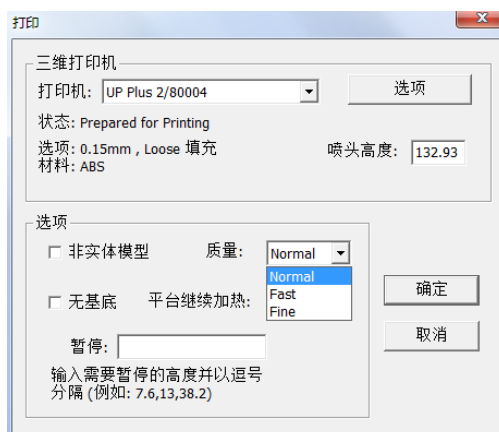 打印
三维打印机
打印机: UP Plus 2/80004
选项
状态: Prepared for Printing
选项: 0.15mm , Loose 填充
喷头高度: 132.93
材料: ABS
选项
非实体模型
质量: Normal
Normal
Fast
Fine
无基底
平台继续加热:
确定
取消
暂停:
输入需要暂停的高度并以逗号
分隔 (例如: 7.6,13,38.2)